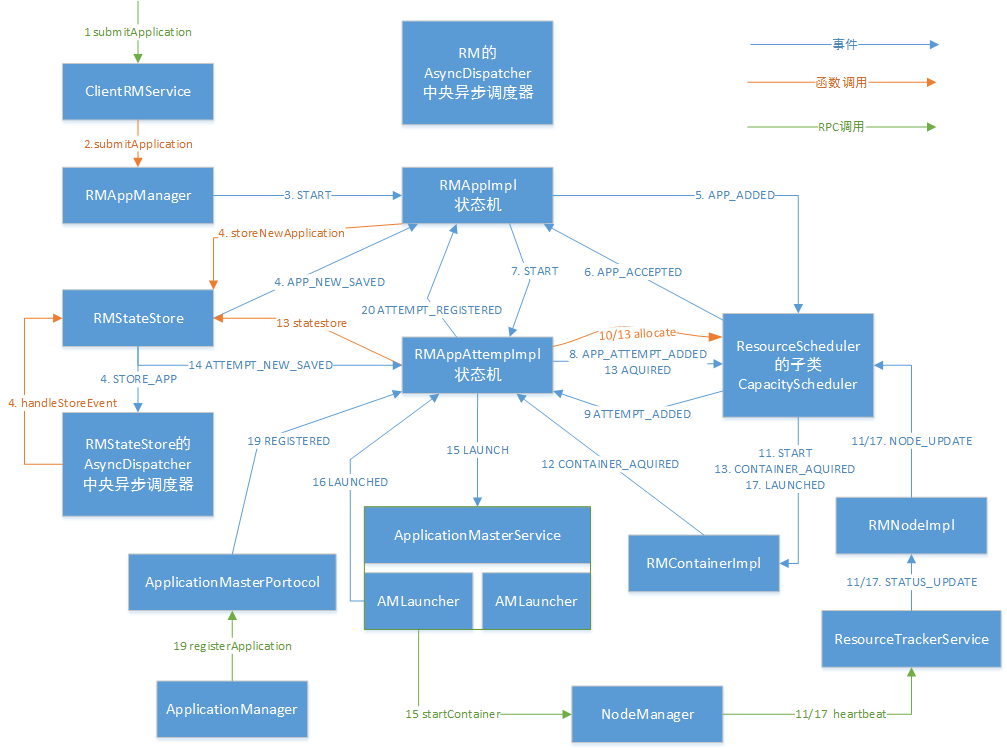 1 submitApplication
ClientRMService
RM的
AsyncDispatcher
中央异步调度器
事件
函数调用
RPC调用
2.submitApplication
RMAppManager
3. START
RMAppImpl
状态机
5. APP_ADDED
4. storeNewApplication
4. APP_NEW_SAVED
7. START
6. APP_ACCEPTED
20 ATTEMPT_REGISTERED
RMStateStore
13 statestore
10/13 allocate
RMAppAttempImpl
状态机
8. APP_ATTEMPT_ADDED
13 AQUIRED
ResourceScheduler
的子类
CapacityScheduler
14 ATTEMPT_NEW_SAVED
4. STORE_APP
4. handleStoreEvent
9 ATTEMPT_ADDED
RMStateStore的
AsyncDispatcher
中央异步调度器
19 REGISTERED
15 LAUNCH
16 LAUNCHED
12 CONTAINER_AQUIRED
11. START
13. CONTAINER_AQUIRED
17. LAUNCHED
11/17. NODE_UPDATE
RMNodeImpl
ApplicationMasterService
AMLauncher
AMLauncher
RMContainerImpl
ApplicationMasterPortocol
11/17. STATUS_UPDATE
ResourceTrackerService
19 registerApplication
ApplicationManager
15 startContainer
NodeManager
11/17 heartbeat